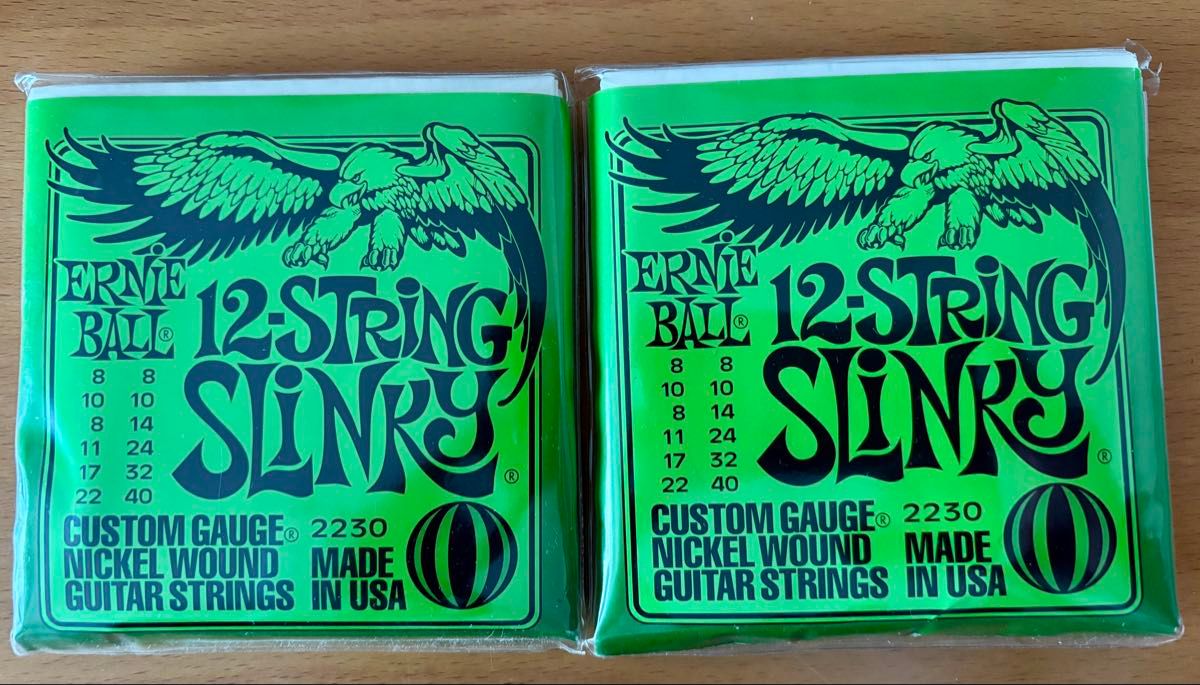 ERNiE
BALL®
12-STRiNG
SLiNKY®
8 8
10 10
8 14
11 24
17 32
22 40
CUSTOM GAUGE®
NICKEL WOUND
GUITAR STRINGS
2230
MADE
IN USA
ERNiE
BALL®
12-STRiNG
SLiNKY®
8 8
10 10
8 14
11 24
17 32
22 40
CUSTOM GAUGE®
NICKEL WOUND
GUITAR STRINGS
2230
MADE
IN USA